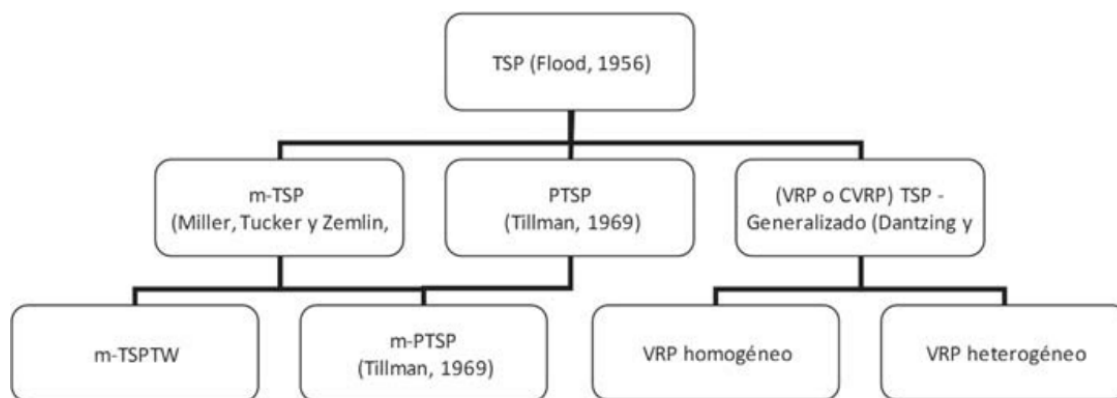 TSP (Flood, 1956)
m-TSP
(Miller, Tucker y Zemlin,
PTSP
(Tillman, 1969)
(VRP o CVRP) TSP -
Generalizado (Dantzing y
m-TSPTW
m-PTSP
(Tillman, 1969)
VRP homogéneo
VRP heterogéneo